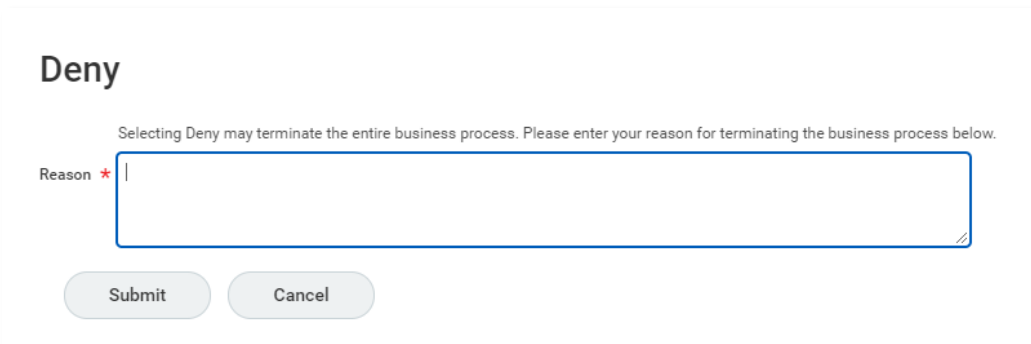 Deny
Selecting Deny may terminate the entire business process. Please enter your reason for terminating the business process below.
Reason *
Submit Cancel